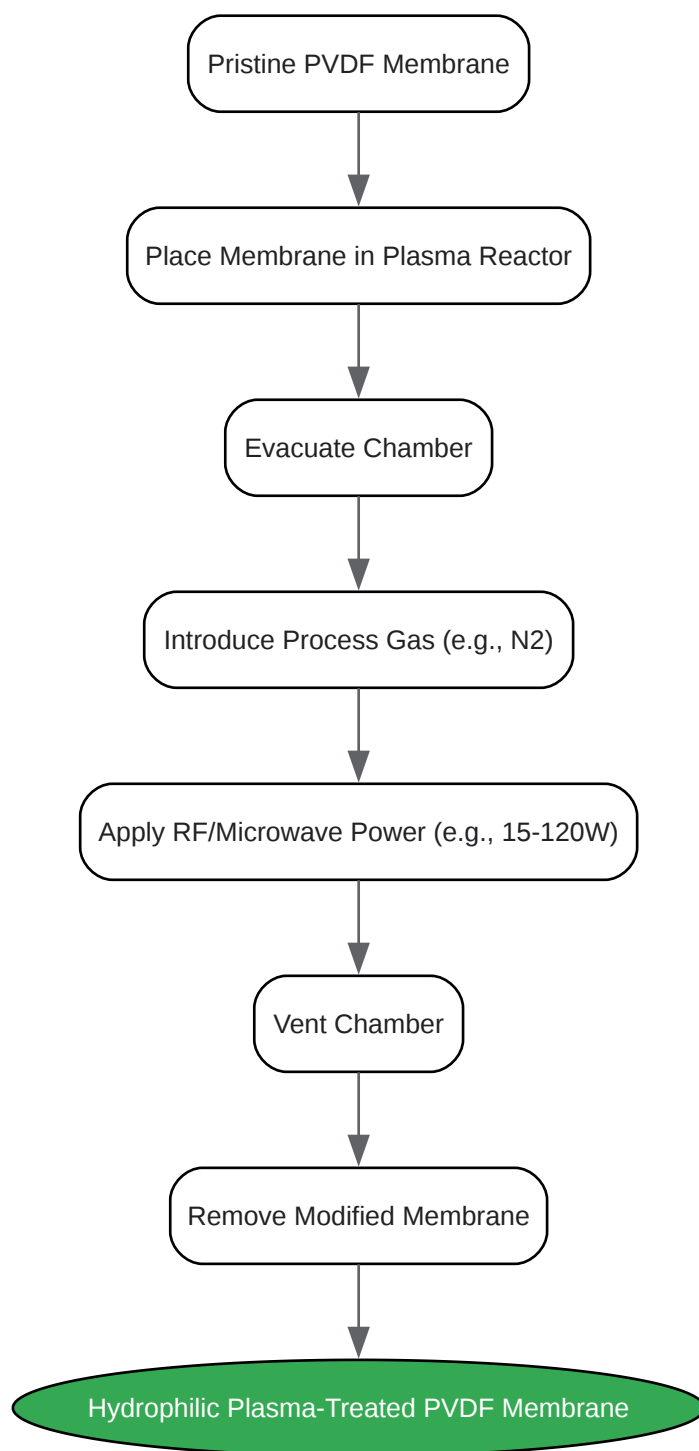 Pristine PVDF Membrane
Place Membrane in Plasma Reactor
Evacuate Chamber
Introduce Process Gas (e.g., N2)
Apply RF/Microwave Power (e.g., 15-120W)
Vent Chamber
Remove Modified Membrane
Hydrophilic Plasma-Treated PVDF Membrane